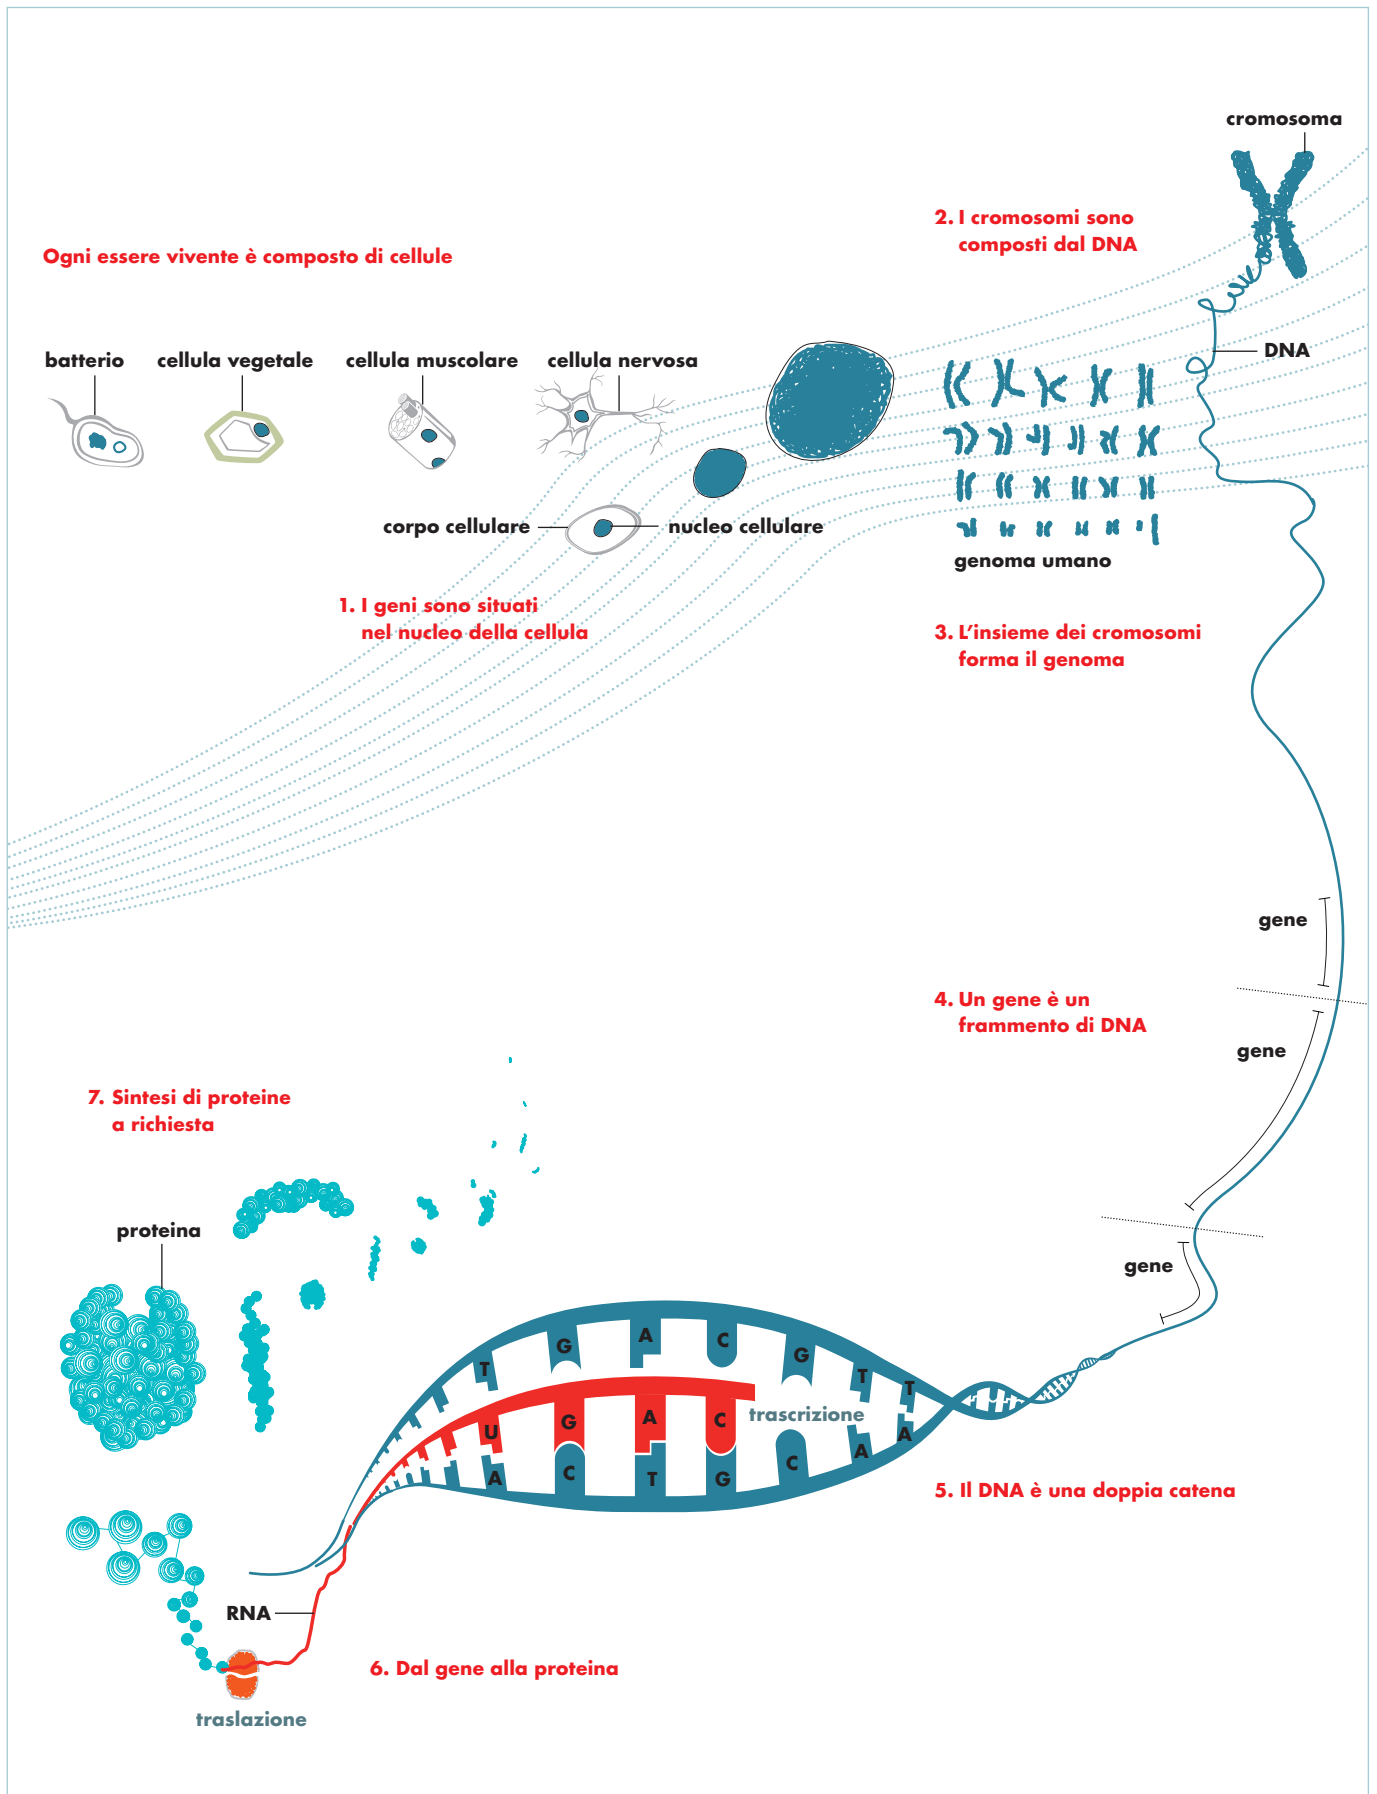 cromosoma
2. I cromosomi sono
composti dal DNA
Ogni essere vivente è composto di cellule
DNA
batterio
cellula vegetale
cellula muscolare
cellula nervosa
corpo cellulare
nucleo cellulare
genoma umano
1. I geni sono situati
nel nucleo della cellula
3. L'insieme dei cromosomi
forma il genoma
gene
4. Un gene è un
frammento di DNA
gene
7. Sintesi di proteine
a richiesta
proteina
gene
T G A C G T T
U G A C
trascrizione
A C T G C A A
5. Il DNA è una doppia catena
RNA
6. Dal gene alla proteina
traslazione